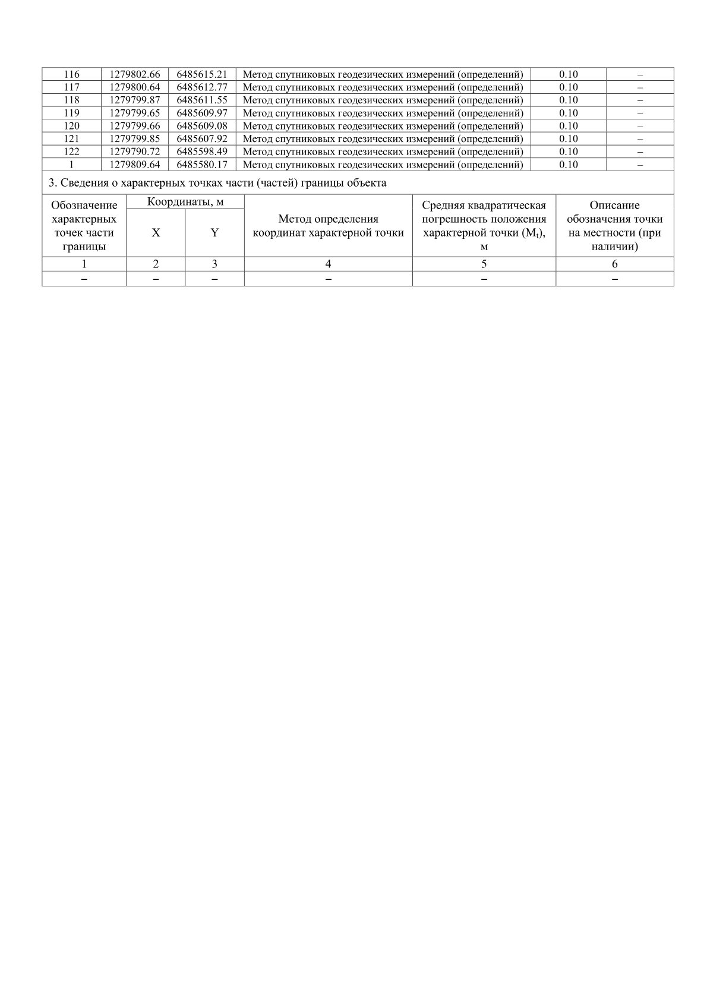 116 1279802.66 6485615.21 Метод спутниковых геодезических измерений (определений) 0.10 –
117 1279800.64 6485612.77 Метод спутниковых геодезических измерений (определений) 0.10 –
118 1279799.87 6485611.55 Метод спутниковых геодезических измерений (определений) 0.10 –
119 1279799.65 6485609.97 Метод спутниковых геодезических измерений (определений) 0.10 –
120 1279799.66 6485609.08 Метод спутниковых геодезических измерений (определений) 0.10 –
121 1279799.85 6485607.92 Метод спутниковых геодезических измерений (определений) 0.10 –
122 1279790.72 6485598.49 Метод спутниковых геодезических измерений (определений) 0.10 –
1 1279809.64 6485580.17 Метод спутниковых геодезических измерений (определений) 0.10 –
3. Сведения о характерных точках части (частей) границы объекта
Обозначение
характерных
точек части
границы
Координаты, м
X Y
Метод определения
координат характерной точки
Средняя квадратическая
погрешность положения
характерной точки (Mt),
м
Описание
обозначения точки
на местности (при
наличии)
1 2 3 4 5 6
– – – – – –